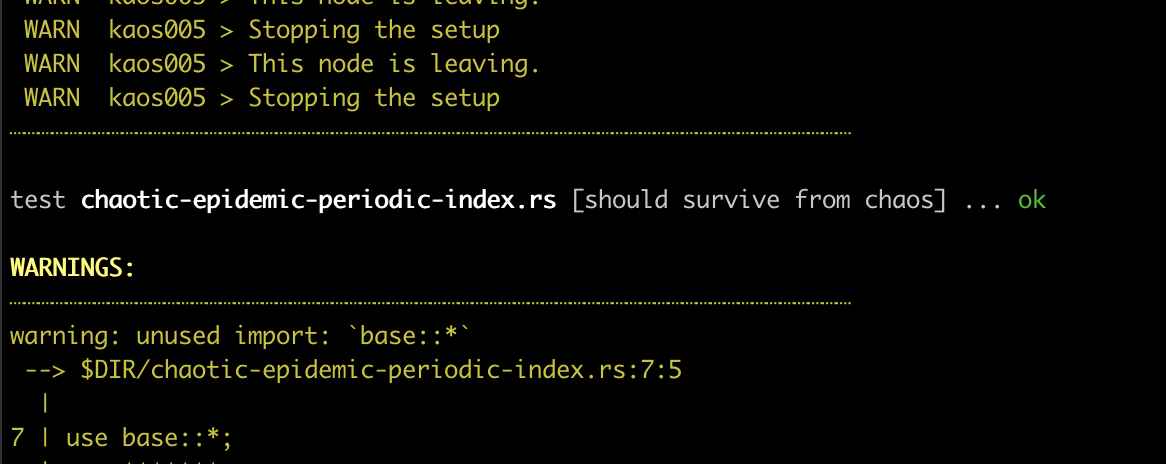 WARN kaos005 > This node is leaving.
WARN kaos005 > Stopping the setup
WARN kaos005 > This node is leaving.
WARN kaos005 > Stopping the setup
test chaotic-epidemic-periodic-index.rs [should survive from chaos] ... ok
WARNINGS:
warning: unused import: `base::*`
--> $DIR/chaotic-epidemic-periodic-index.rs:7:5
|
7 | use base::*;